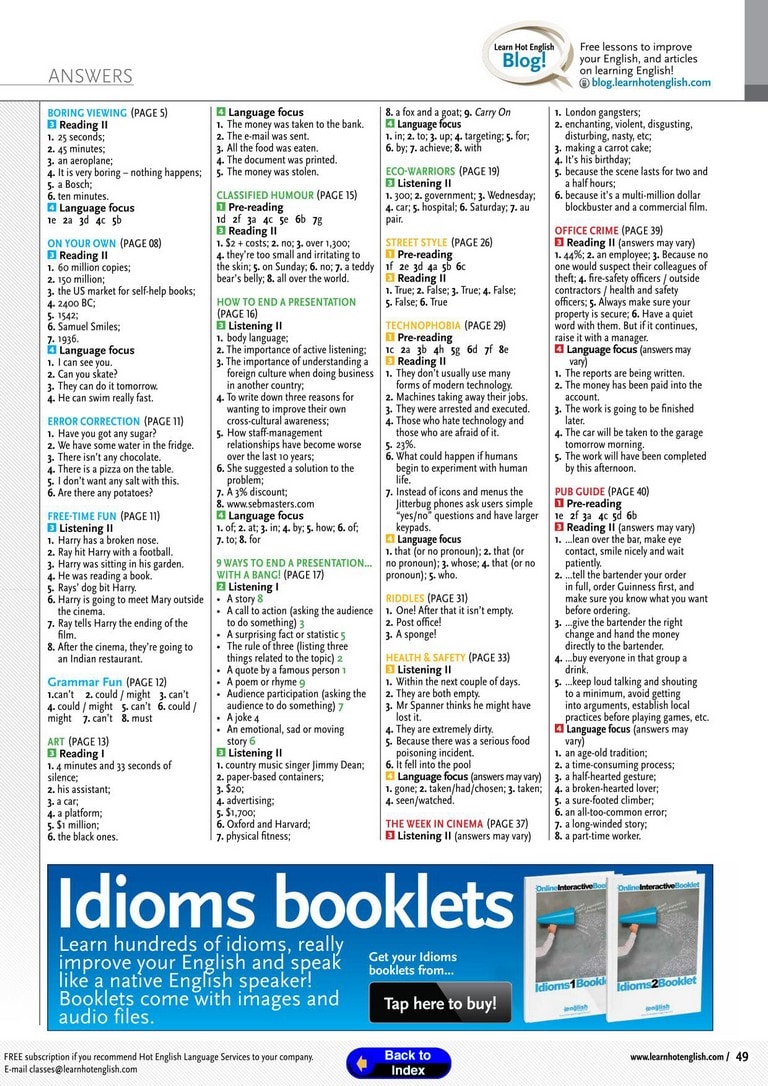 ANSWERS
Learn Hot English
Blog!
Free lessons to improve
your English, and articles
on learning English!
blog.learnhotenglish.com
BORING VIEWING (PAGE 5)
3 Reading II
1. 25 seconds;
2. 45 minutes;
3. an aeroplane;
4. It is very boring – nothing happens;
5. a Bosch;
6. ten minutes.
4 Language focus
1e 2a 3d 4c 5b
ON YOUR OWN (PAGE 08)
3 Reading II
1. 60 million copies;
2. 150 million;
3. the US market for self-help books;
4. 2400 BC;
5. 1542;
6. Samuel Smiles;
7. 1936.
4 Language focus
1. I can see you.
2. Can you skate?
3. They can do it tomorrow.
4. He can swim really fast.
ERROR CORRECTION (PAGE 11)
1. Have you got any sugar?
2. We have some water in the fridge.
3. There isn't any chocolate.
4. There is a pizza on the table.
5. I don't want any salt with this.
6. Are there any potatoes?
FREE-TIME FUN (PAGE 11)
3 Listening II
1. Harry has a broken nose.
2. Ray hit Harry with a football.
3. Harry was sitting in his garden.
4. He was reading a book.
5. Rays' dog bit Harry.
6. Harry is going to meet Mary outside
the cinema.
7. Ray tells Harry the ending of the
film.
8. After the cinema, they're going to
an Indian restaurant.
Grammar Fun (PAGE 12)
1.can't 2. could / might 3. can't
4. could / might 5. can't 6. could /
might 7. can't 8. must
ART (PAGE 13)
3 Reading I
1. 4 minutes and 33 seconds of
silence;
2. his assistant;
3. a car;
4. a platform;
5. $1 million;
6. the black ones.
4 Language focus
1. The money was taken to the bank.
2. The e-mail was sent.
3. All the food was eaten.
4. The document was printed.
5. The money was stolen.
CLASSIFIED HUMOUR (PAGE 15)
1 Pre-reading
1d 2f 3a 4c 5e 6b 7g
3 Reading II
1. $2 + costs; 2. no; 3. over 1,300;
4. they're too small and irritating to
the skin; 5. on Sunday; 6. no; 7. a teddy
bear's belly; 8. all over the world.
HOW TO END A PRESENTATION
(PAGE 16)
3 Listening II
1. body language;
2. The importance of active listening;
3. The importance of understanding a
foreign culture when doing business
in another country;
4. To write down three reasons for
wanting to improve their own
cross-cultural awareness;
5. How staff-management
relationships have become worse
over the last 10 years;
6. She suggested a solution to the
problem;
7. A 3% discount;
8. www.sebmasters.com
4 Language focus
1. of; 2. at; 3. in; 4. by; 5. how; 6. of;
7. to; 8. for
9 WAYS TO END A PRESENTATION...
WITH A BANG! (PAGE 17)
2 Listening I
• A story 8
• A call to action (asking the audience
to do something) 3
• A surprising fact or statistic 5
• The rule of three (listing three
things related to the topic) 2
• A quote by a famous person 1
• A poem or rhyme 9
• Audience participation (asking the
audience to do something) 7
• A joke 4
• An emotional, sad or moving
story 6
3 Listening II
1. country music singer Jimmy Dean;
2. paper-based containers;
3. $20;
4. advertising;
5. $1,700;
6. Oxford and Harvard;
7. physical fitness;
8. a fox and a goat; 9. Carry On
4 Language focus
1. in; 2. to; 3. up; 4. targeting; 5. for;
6. by; 7. achieve; 8. with
ECO-WARRIORS (PAGE 19)
3 Listening II
1. 300; 2. government; 3. Wednesday;
4. car; 5. hospital; 6. Saturday; 7. au
pair.
STREET STYLE (PAGE 26)
1 Pre-reading
1f 2e 3d 4a 5b 6c
3 Reading II
1. True; 2. False; 3. True; 4. False;
5. False; 6. True
TECHNOPHOBIA (PAGE 29)
1 Pre-reading
1c 2a 3b 4h 5g 6d 7f 8e
3 Reading II
1. They don't usually use many
forms of modern technology.
2. Machines taking away their jobs.
3. They were arrested and executed.
4. Those who hate technology and
those who are afraid of it.
5. 23%.
6. What could happen if humans
begin to experiment with human
life.
7. Instead of icons and menus the
Jitterbug phones ask users simple
"yes/no" questions and have larger
keypads.
4 Language focus
1. that (or no pronoun); 2. that (or
no pronoun); 3. whose; 4. that (or no
pronoun); 5. who.
RIDDLES (PAGE 31)
1. One! After that it isn't empty.
2. Post office!
3. A sponge!
HEALTH & SAFETY (PAGE 33)
3 Listening II
1. Within the next couple of days.
2. They are both empty.
3. Mr Spanner thinks he might have
lost it.
4. They are extremely dirty.
5. Because there was a serious food
poisoning incident.
6. It fell into the pool
4 Language focus (answers may vary)
1. gone; 2. taken/had/chosen; 3. taken;
4. seen/watched.
THE WEEK IN CINEMA (PAGE 37)
3 Listening II (answers may vary)
1. London gangsters;
2. enchanting, violent, disgusting,
disturbing, nasty, etc;
3. making a carrot cake;
4. It's his birthday;
5. because the scene lasts for two and
a half hours;
6. because it's a multi-million dollar
blockbuster and a commercial film.
OFFICE CRIME (PAGE 39)
3 Reading II (answers may vary)
1. 44%; 2. an employee; 3. Because no
one would suspect their colleagues of
theft; 4. fire-safety officers / outside
contractors / health and safety
officers; 5. Always make sure your
property is secure; 6. Have a quiet
word with them. But if it continues,
raise it with a manager.
4 Language focus (answers may
vary)
1. The reports are being written.
2. The money has been paid into the
account.
3. The work is going to be finished
later.
4. The car will be taken to the garage
tomorrow morning.
5. The work will have been completed
by this afternoon.
PUB GUIDE (PAGE 40)
1 Pre-reading
1e 2f 3a 4c 5d 6b
3 Reading II (answers may vary)
1. ...lean over the bar, make eye
contact, smile nicely and wait
patiently.
2. ...tell the bartender your order
in full, order Guinness first, and
make sure you know what you want
before ordering.
3. ...give the bartender the right
change and hand the money
directly to the bartender.
4. ...buy everyone in that group a
drink.
5. ...keep loud talking and shouting
to a minimum, avoid getting
into arguments, establish local
practices before playing games, etc.
4 Language focus (answers may
vary)
1. an age-old tradition;
2. a time-consuming process;
3. a half-hearted gesture;
4. a broken-hearted lover;
5. a sure-footed climber;
6. an all-too-common error;
7. a long-winded story;
8. a part-time worker.
Idioms booklets
Learn hundreds of idioms, really
improve your English and speak
like a native English speaker!
Booklets come with images and
audio files.
Get your Idioms
booklets from...
Tap here to buy!
OnlineInteractiveBoo
Idioms1Bookl
OnlineInteractiveBooklet
Idioms2Booklet
FREE subscription if you recommend Hot English Language Services to your company.
E-mail classes@learnhotenglish.com
Back to
Index
www.learnhotenglish.com / 49